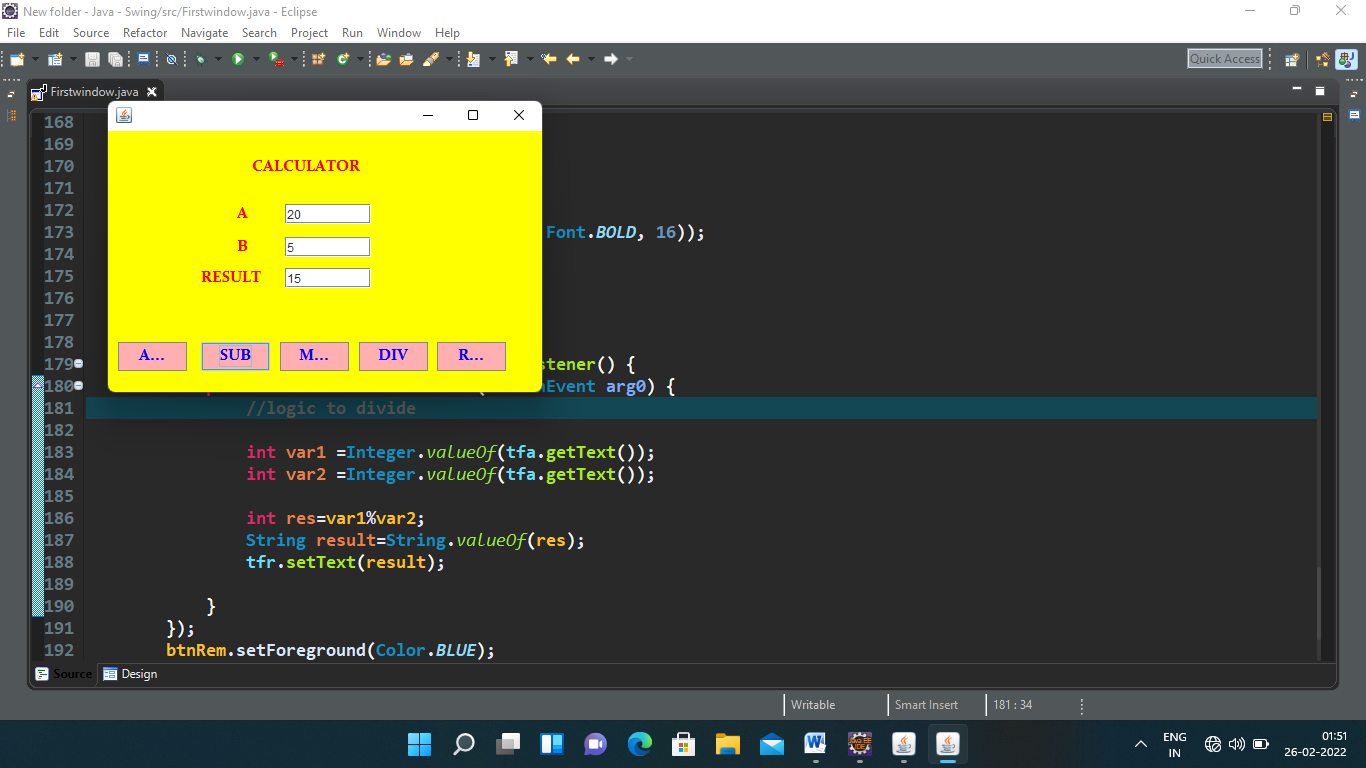 New folder - Java - Swing/src/Firstwindow.java - Eclipse
File Edit Source Refactor Navigate Search Project Run Window Help
Quick Access
Firstwindow.java
CALCULATOR
A 20
B 5
RESULT 15
A... SUB M... DIV R...
168
169
170
171
172
173 Font.BOLD, 16));
174
175
176
177
178
179 stener() {
180 Event arg0) {
181 //logic to divide
182
183 int var1 =Integer.valueOf(tfa.getText());
184 int var2 =Integer.valueOf(tfa.getText());
185
186 int res=var1%var2;
187 String result=String.valueOf(res);
188 tfr.setText(result);
189
190 }
191 });
192 btnRem.setForeground(Color.BLUE);
Source Design
Writable Smart Insert 181 : 34
ENG
IN
01:51
26-02-2022